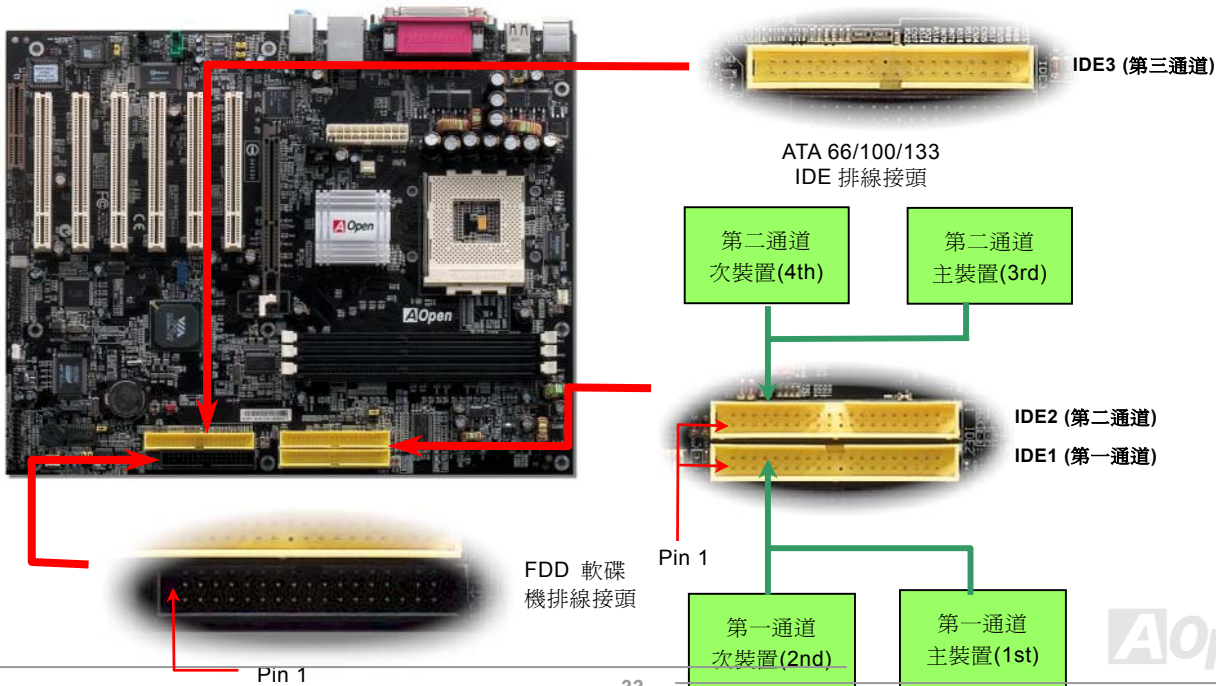 IDE3 (第三通道)
ATA 66/100/133
IDE 排線接頭
第二通道
次裝置(4th)
第二通道
主裝置(3rd)
AOpen
AOpen
VIA
IDE2 (第二通道)
IDE1 (第一通道)
Pin 1
FDD 軟碟
機排線接頭
Pin 1
第一通道
次裝置(2nd)
第一通道
主裝置(1st)